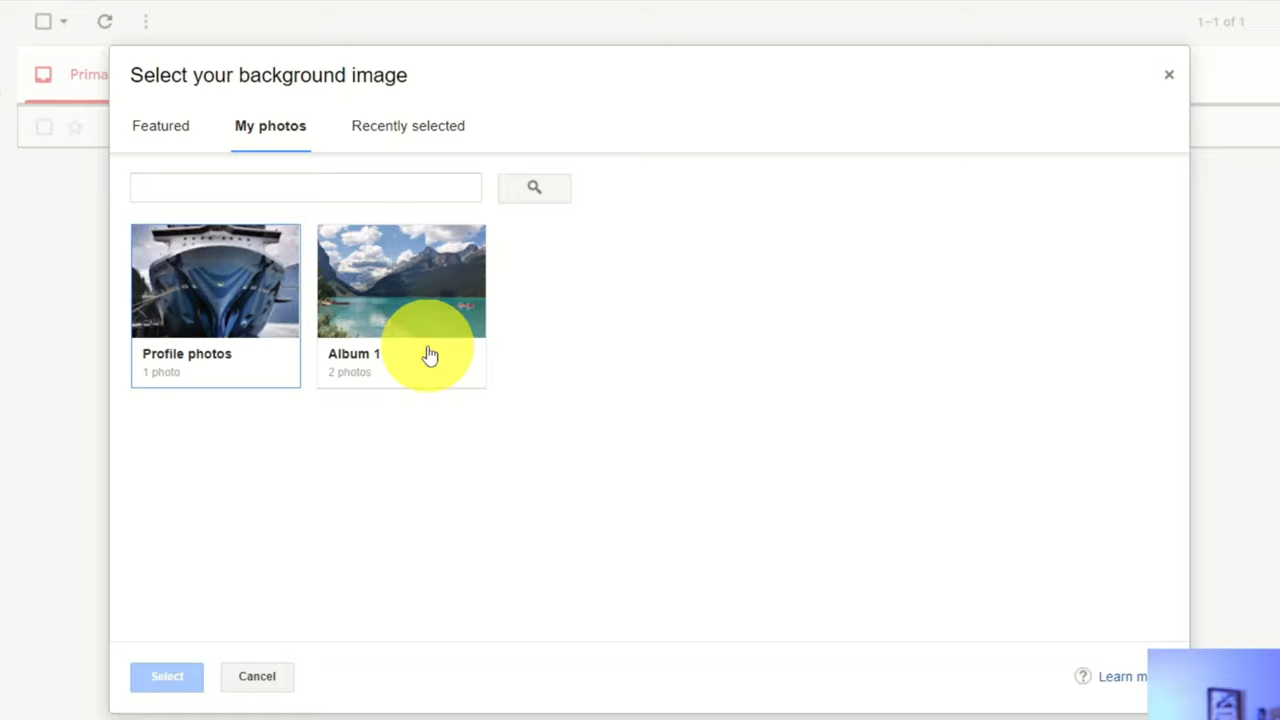 1–1 of 1
Prima
Select your background image
×
Featured
My photos
Recently selected
Profile photos
1 photo
Album 1
2 photos
Select
Cancel
? Learn m